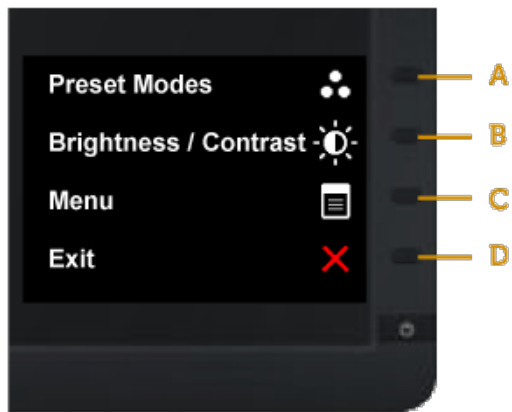 Preset Modes
A
Brightness / Contrast
B
Menu
C
Exit
D